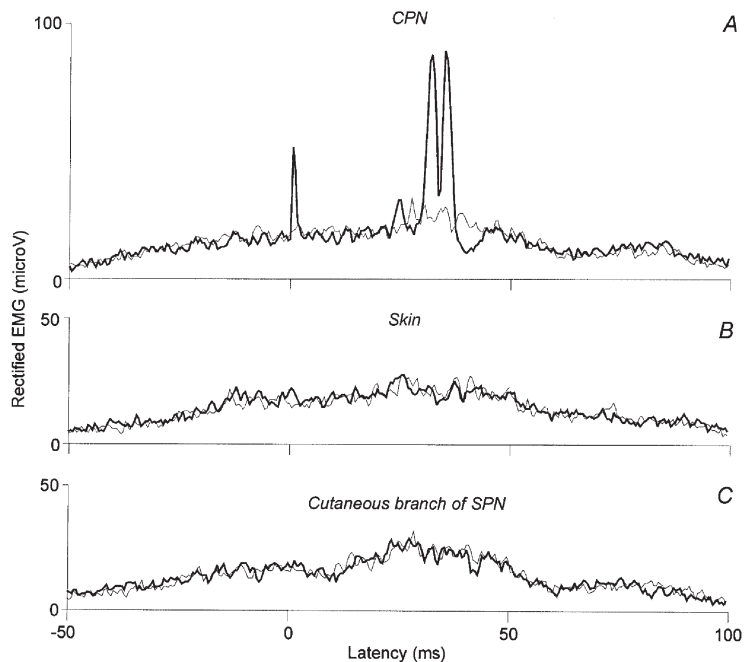 100
CPN
A
0
50
Skin
B
Rectified EMG (microV)
0
50
Cutaneous branch of SPN
C
0
-50
0
50
100
Latency (ms)